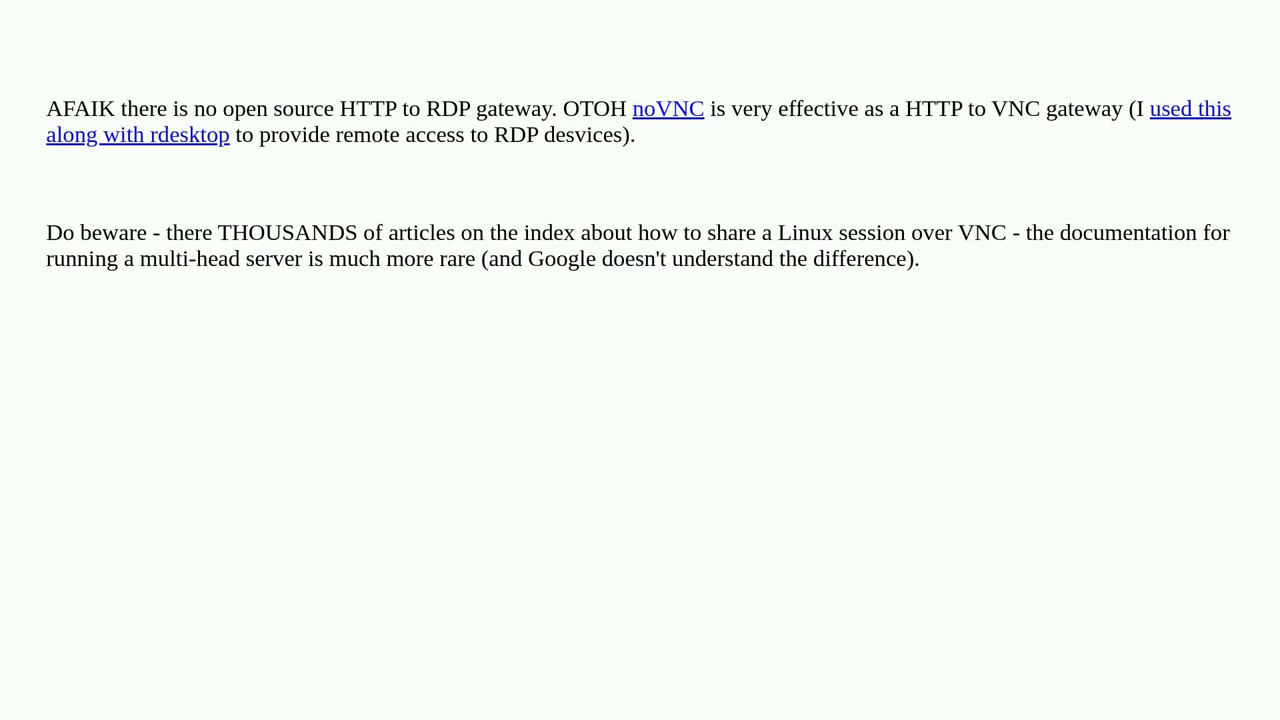 AFAIK there is no open source HTTP to RDP gateway. OTOH noVNC is very effective as a HTTP to VNC gateway (I used this
along with rdesktop to provide remote access to RDP desvices).
Do beware - there THOUSANDS of articles on the index about how to share a Linux session over VNC - the documentation for
running a multi-head server is much more rare (and Google doesn't understand the difference).